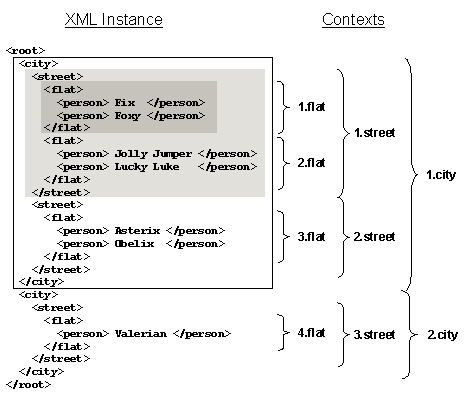 XML Instance Contexts
<root>
<city>
<street>
<flat>
<person> Fix </person>
<person> Foxy </person>
</flat>
<flat>
<person> Jolly Jumper </person>
<person> Lucky Luke </person>
</flat>
</street>
<street>
<flat>
<person> Asterix </person>
<person> Obelix </person>
</flat>
</street>
</city>
<city>
<street>
<flat>
<person> Valerian </person>
</flat>
</street>
</city>
</root>
1.flat
2.flat
3.flat
4.flat
1.street
2.street
3.street
1.city
2.city